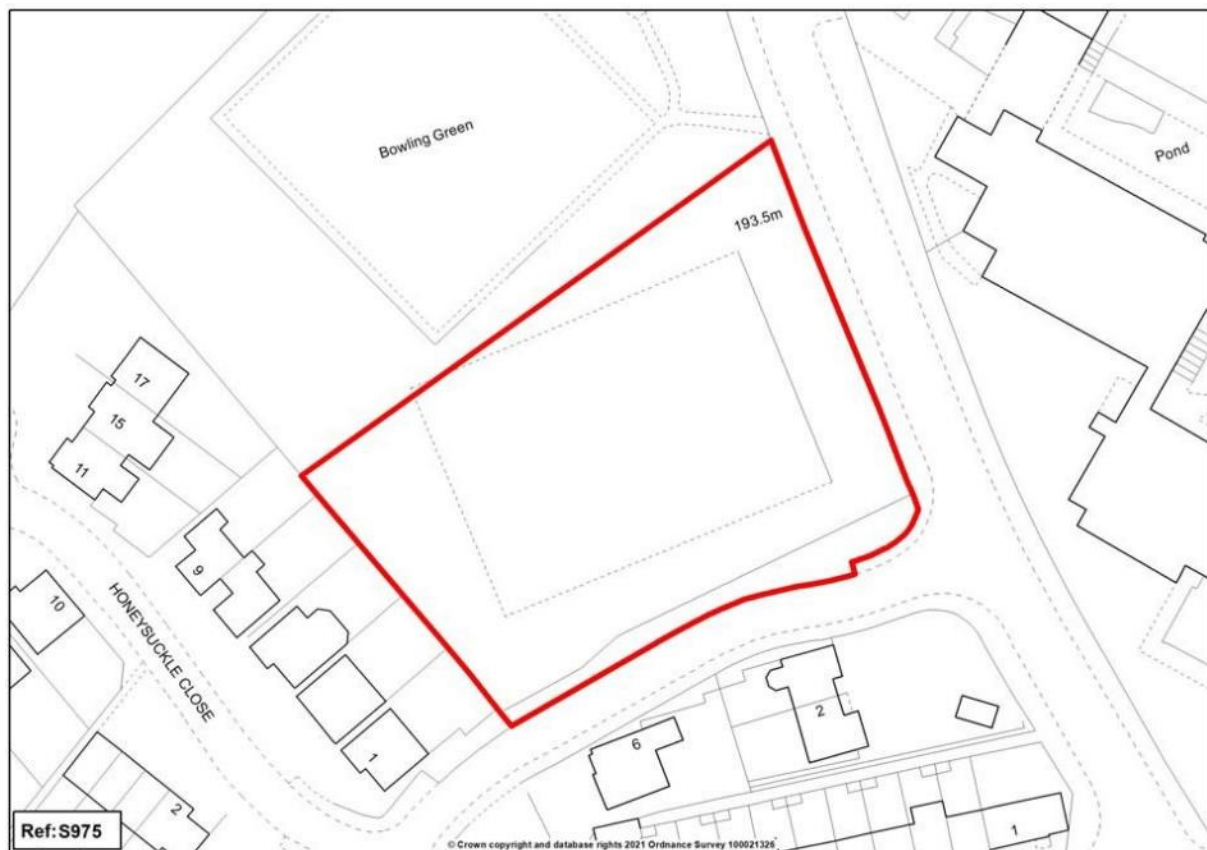 Bowling Green
Pond
193.5m
17
15
11
9
10
HONEYSUCKLE CLOSE
1
2
6
2
1
Ref:S975
© Crown copyright and database rights 2021 Ordnance Survey 100021326